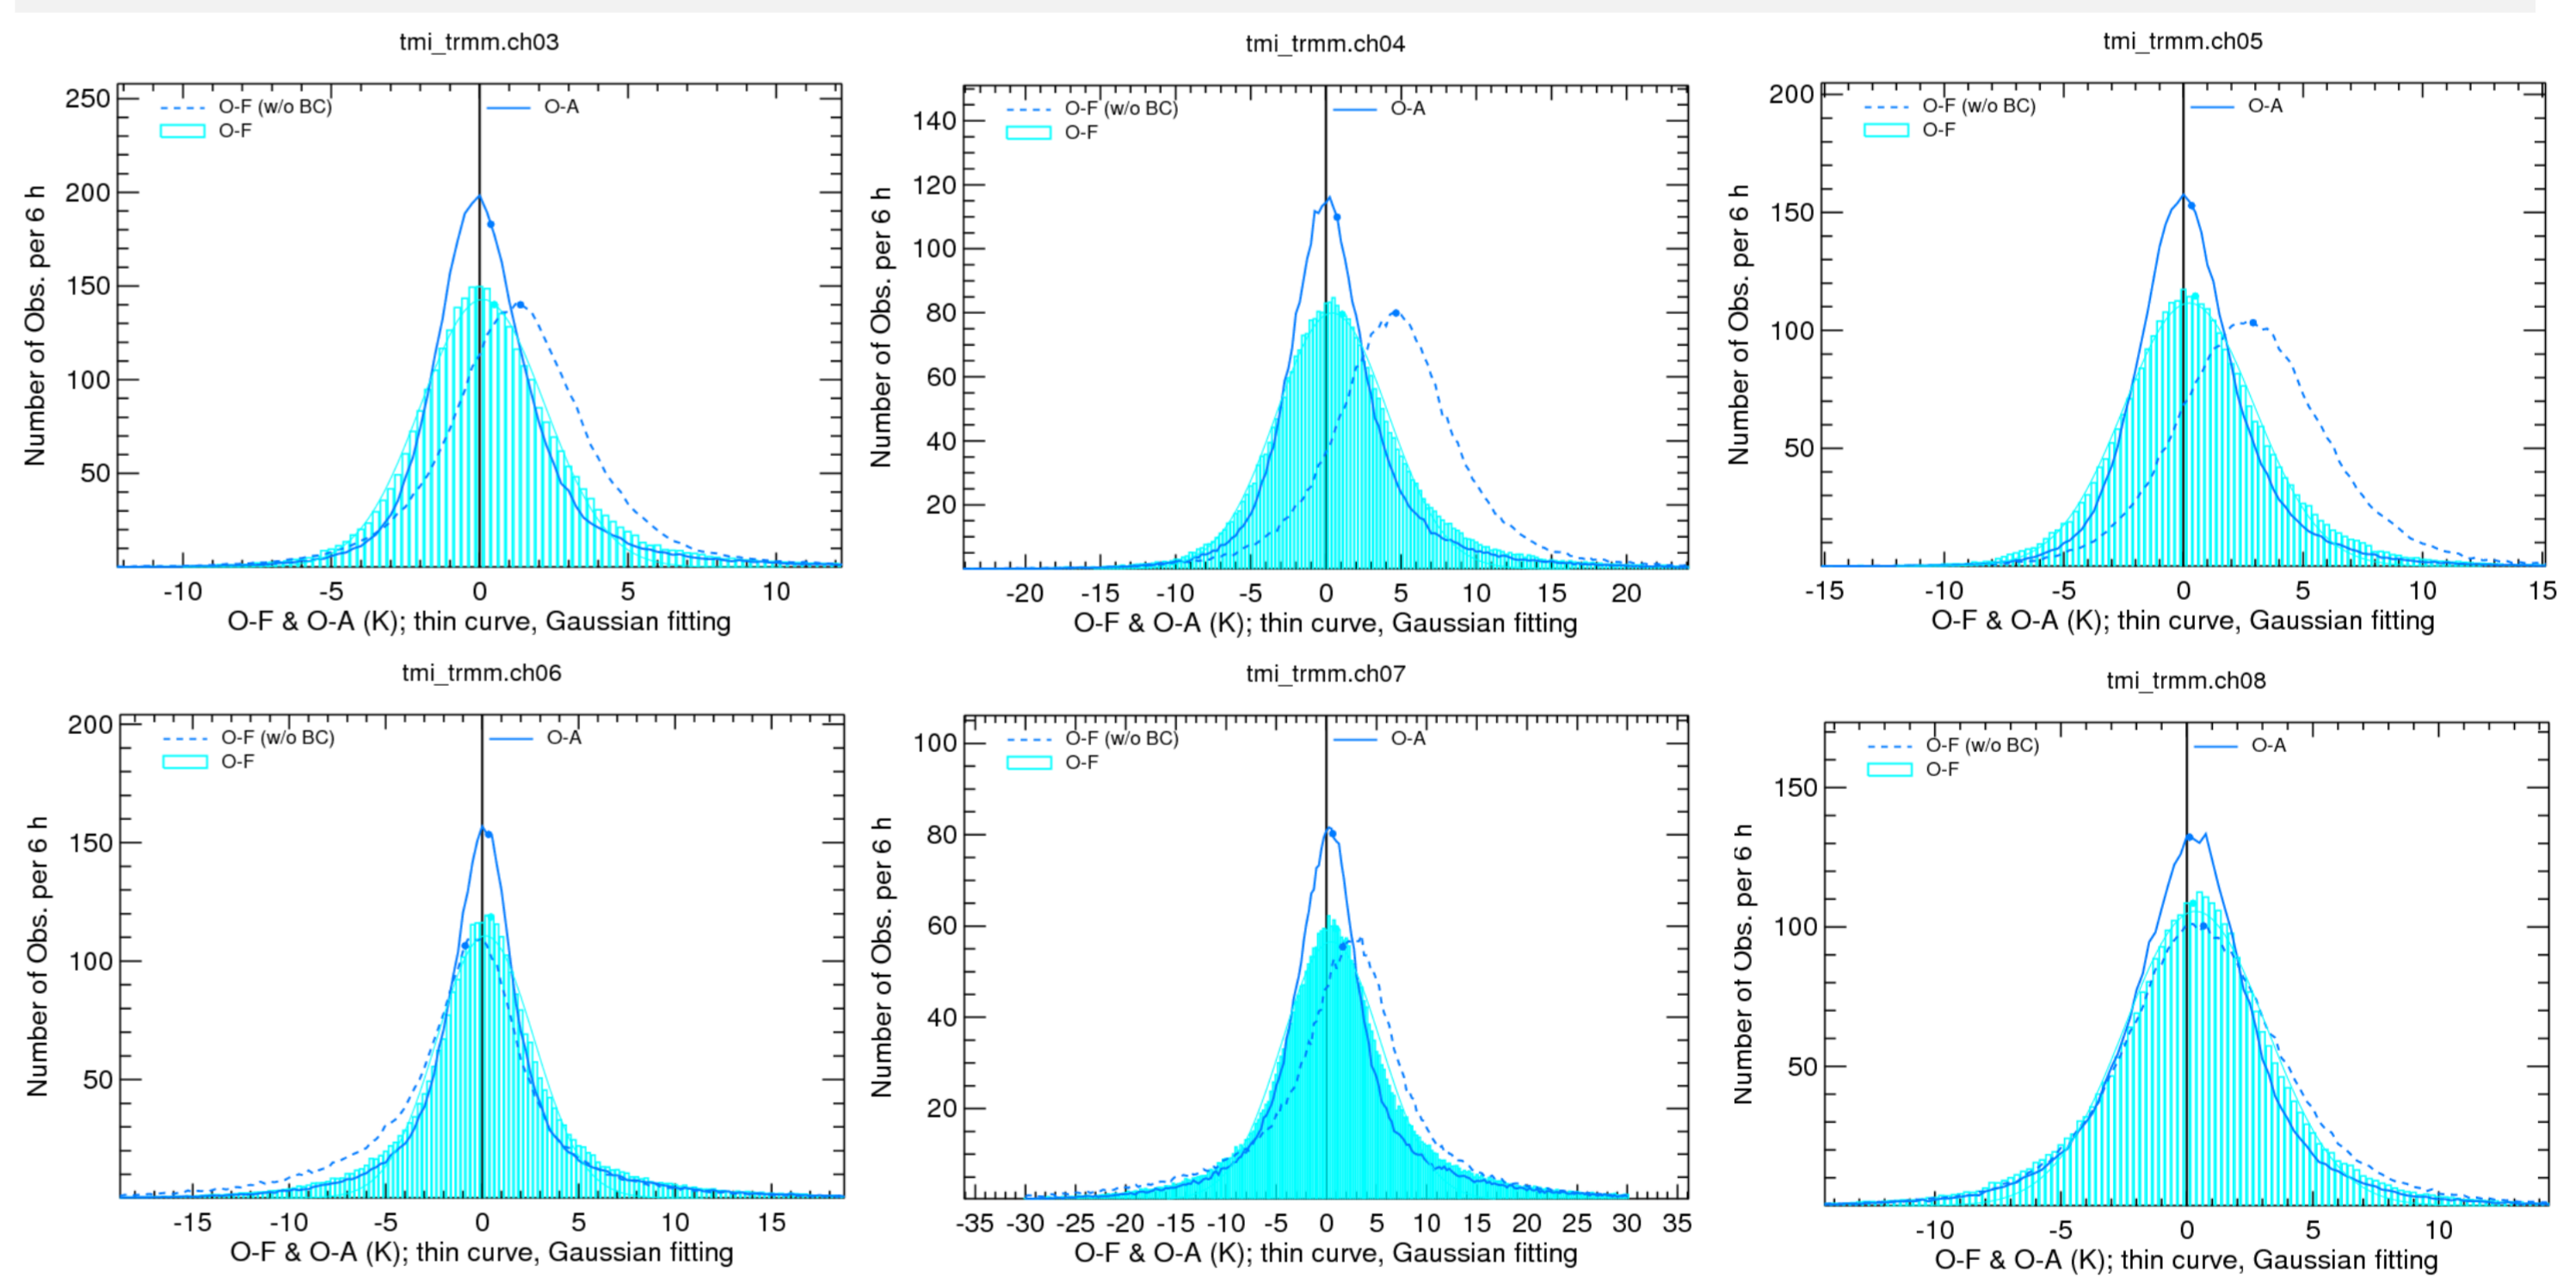 tmi_trmm.ch03
O-F (w/o BC)
O-F
O-A
Number of Obs. per 6 h
250
200
150
100
50
-10 -5 0 5 10
O-F & O-A (K); thin curve, Gaussian fitting
tmi_trmm.ch04
O-F (w/o BC)
O-F
O-A
Number of Obs. per 6 h
140
120
100
80
60
40
20
-20 -15 -10 -5 0 5 10 15 20
O-F & O-A (K); thin curve, Gaussian fitting
tmi_trmm.ch05
O-F (w/o BC)
O-F
O-A
Number of Obs. per 6 h
200
150
100
50
-15 -10 -5 0 5 10 15
O-F & O-A (K); thin curve, Gaussian fitting
tmi_trmm.ch06
O-F (w/o BC)
O-F
O-A
Number of Obs. per 6 h
200
150
100
50
-15 -10 -5 0 5 10 15
O-F & O-A (K); thin curve, Gaussian fitting
tmi_trmm.ch07
O-F (w/o BC)
O-F
O-A
Number of Obs. per 6 h
100
80
60
40
20
-35 -30 -25 -20 -15 -10 -5 0 5 10 15 20 25 30 35
O-F & O-A (K); thin curve, Gaussian fitting
tmi_trmm.ch08
O-F (w/o BC)
O-F
O-A
Number of Obs. per 6 h
150
100
50
-10 -5 0 5 10
O-F & O-A (K); thin curve, Gaussian fitting